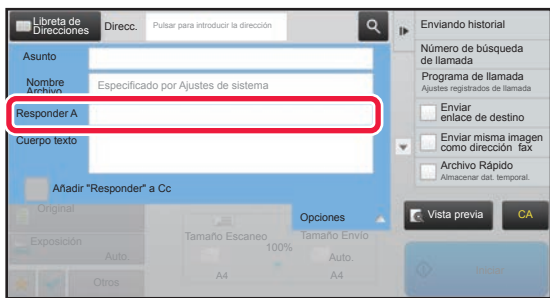 Libreta de
Direcciones
Direcc.
Pulsar para introducir la dirección
Asunto
Nombre
Archivo
Especificado por Ajustes de sistema
Responder A
Cuerpo texto
Añadir "Responder" a Cc
Opciones
Original
Exposición
Auto.
Otros
Tamaño Escaneo
100%
A4
Tamaño Envío
Auto.
A4
Enviando historial
Número de búsqueda
de llamada
Programa de llamada
Ajustes registrados de llamada
Enviar
enlace de destino
Enviar misma imagen
como dirección fax
Archivo Rápido
Almacenar dat. temporal.
Vista previa
CA
Iniciar